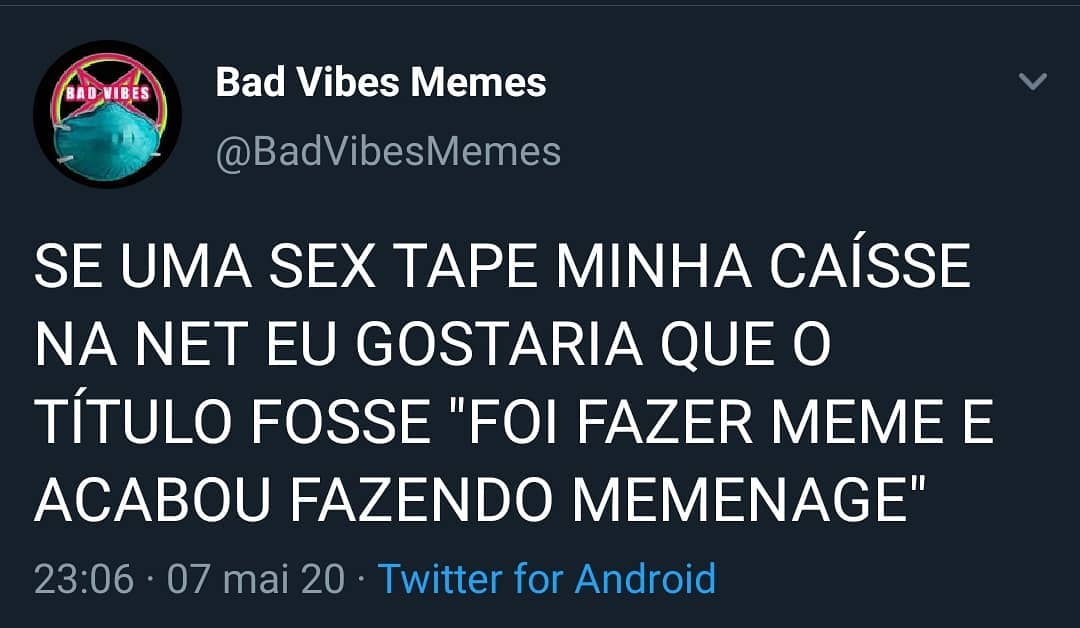 BAD VIBES
Bad Vibes Memes
@BadVibesMemes
SE UMA SEX TAPE MINHA CAÍSSE
NA NET EU GOSTARIA QUE O
TÍTULO FOSSE "FOI FAZER MEME E
ACABOU FAZENDO MEMENAGE"
23:06 · 07 mai 20 · Twitter for Android